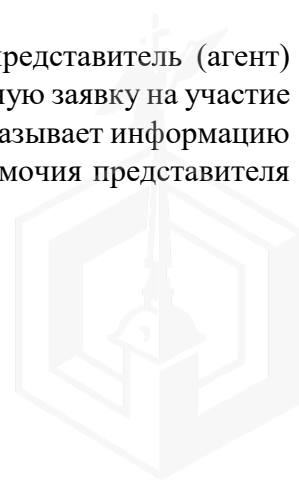 представитель (агент)
ную заявку на участие
азывает информацию
мочия представителя